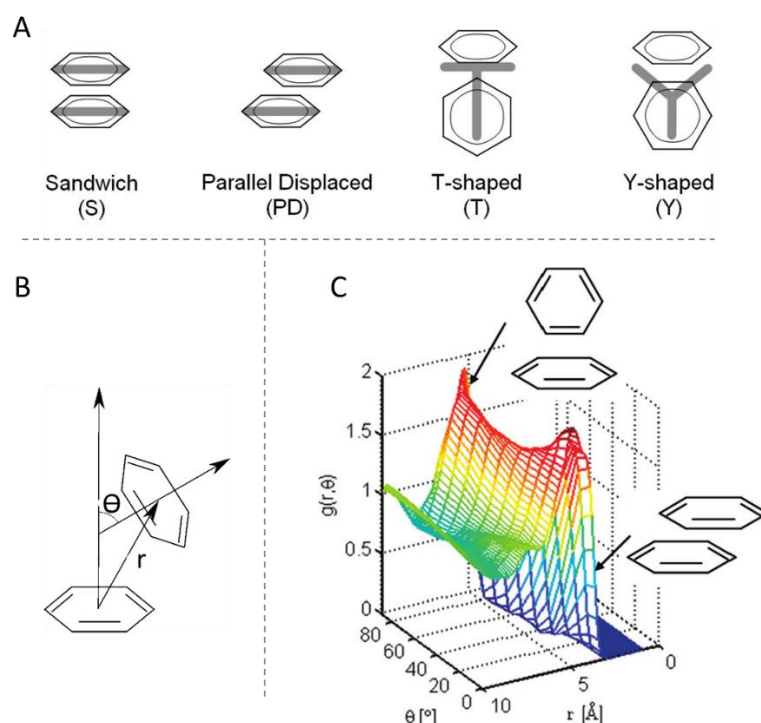 A
Sandwich
(S)
Parallel Displaced
(PD)
T-shaped
(T)
Y-shaped
(Y)
B
Θ
r
C
g(r,θ)
2
1.5
1
0.5
0
80
60
40
20
0
θ [°]
10
5
0
r [Å]